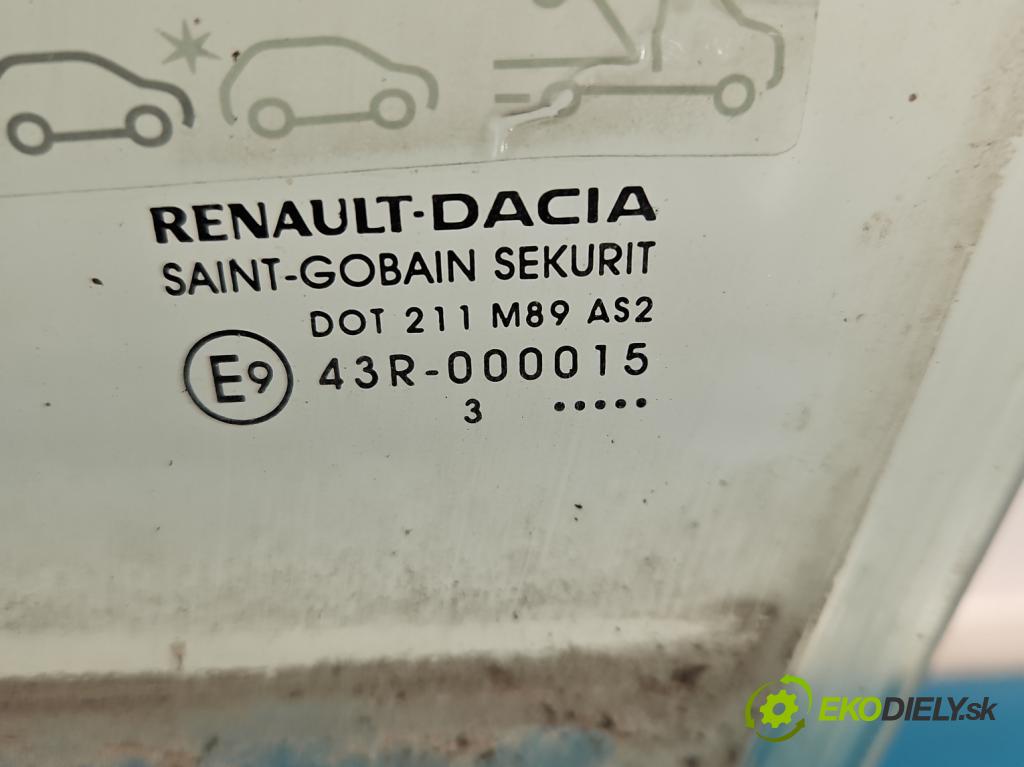 RENAULT-DACIA
SAINT-GOBAIN SEKURIT
DOT 211 M89 AS2
E9 43R-000015
3 •••••
EKODIELY.sk